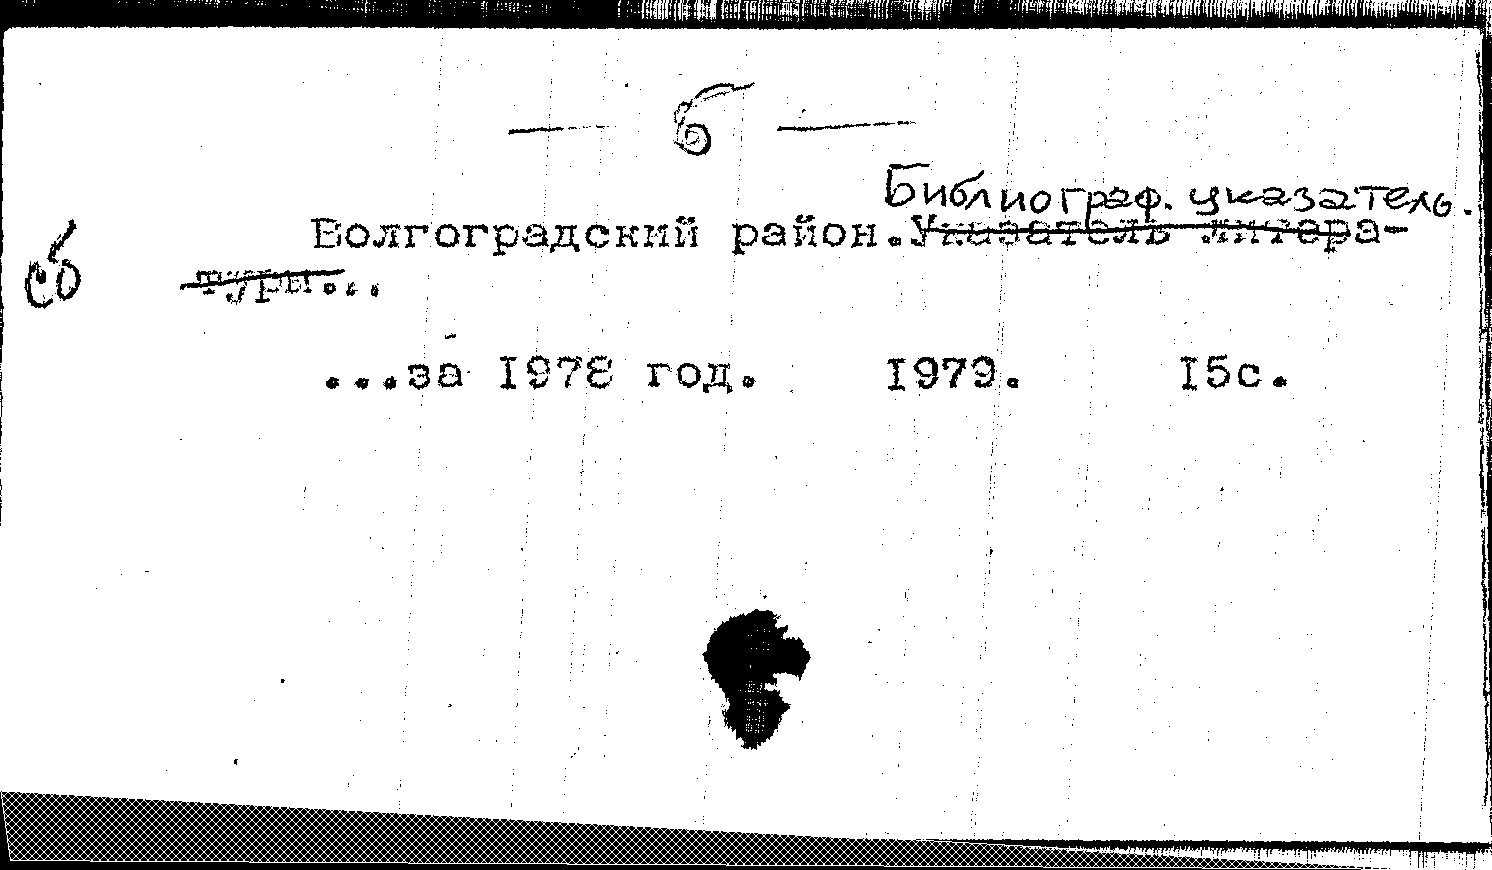 — б —
Библиограф. указатель.
сб Волгоградский район. Указатель литера-
туры...
...за 1978 год. 1979. 15с.